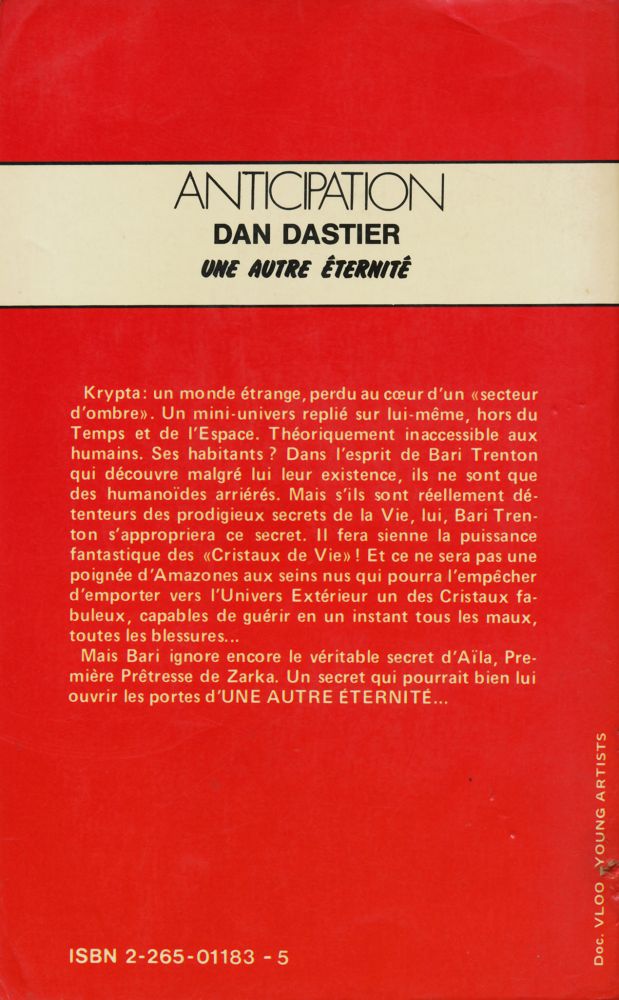 ANTICIPATION
DAN DASTIER
UNE AUTRE ÉTERNITÉ
Krypta: un monde étrange, perdu au cœur d'un «secteur
d'ombre». Un mini-univers replié sur lui-même, hors du
Temps et de l'Espace. Théoriquement inaccessible aux
humains. Ses habitants ? Dans l'esprit de Bari Trenton
qui découvre malgré lui leur existence, ils ne sont que
des humanoïdes arriérés. Mais s'ils sont réellement dé-
tenteurs des prodigieux secrets de la Vie, lui, Bari Tren-
ton s'appropriera ce secret. Il fera sienne la puissance
fantastique des «Cristaux de Vie» ! Et ce ne sera pas une
poignée d'Amazones aux seins nus qui pourra l'empêcher
d'emporter vers l'Univers Extérieur un des Cristaux fa-
buleux, capables de guérir en un instant tous les maux,
toutes les blessures...
Mais Bari ignore encore le véritable secret d'Aïla, Pre-
mière Prêtresse de Zarka. Un secret qui pourrait bien lui
ouvrir les portes d'UNE AUTRE ÉTERNITÉ...
Doc. VLOO -YOUNG ARTISTS
ISBN 2-265-01183 - 5